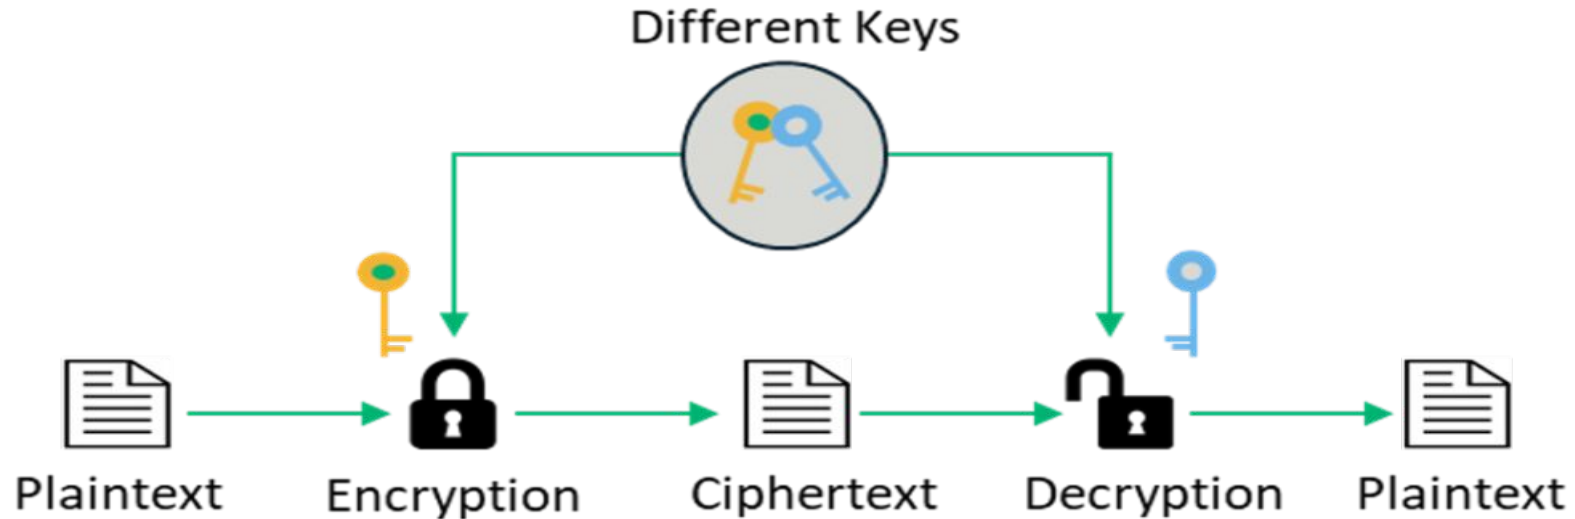 Different Keys
Plaintext
Encryption
Ciphertext
Decryption
Plaintext